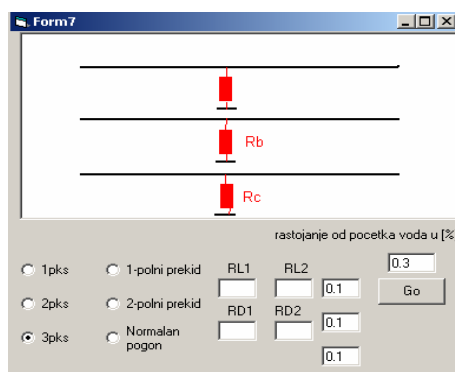 Form7
Rb
Rc
rastojanje od pocetka voda u [%
1pks
1-polni prekid
RL1
RL2
0.3
0.1
Go
2pks
2-polni prekid
RD1
RD2
0.1
3pks
Normalan
pogon
0.1